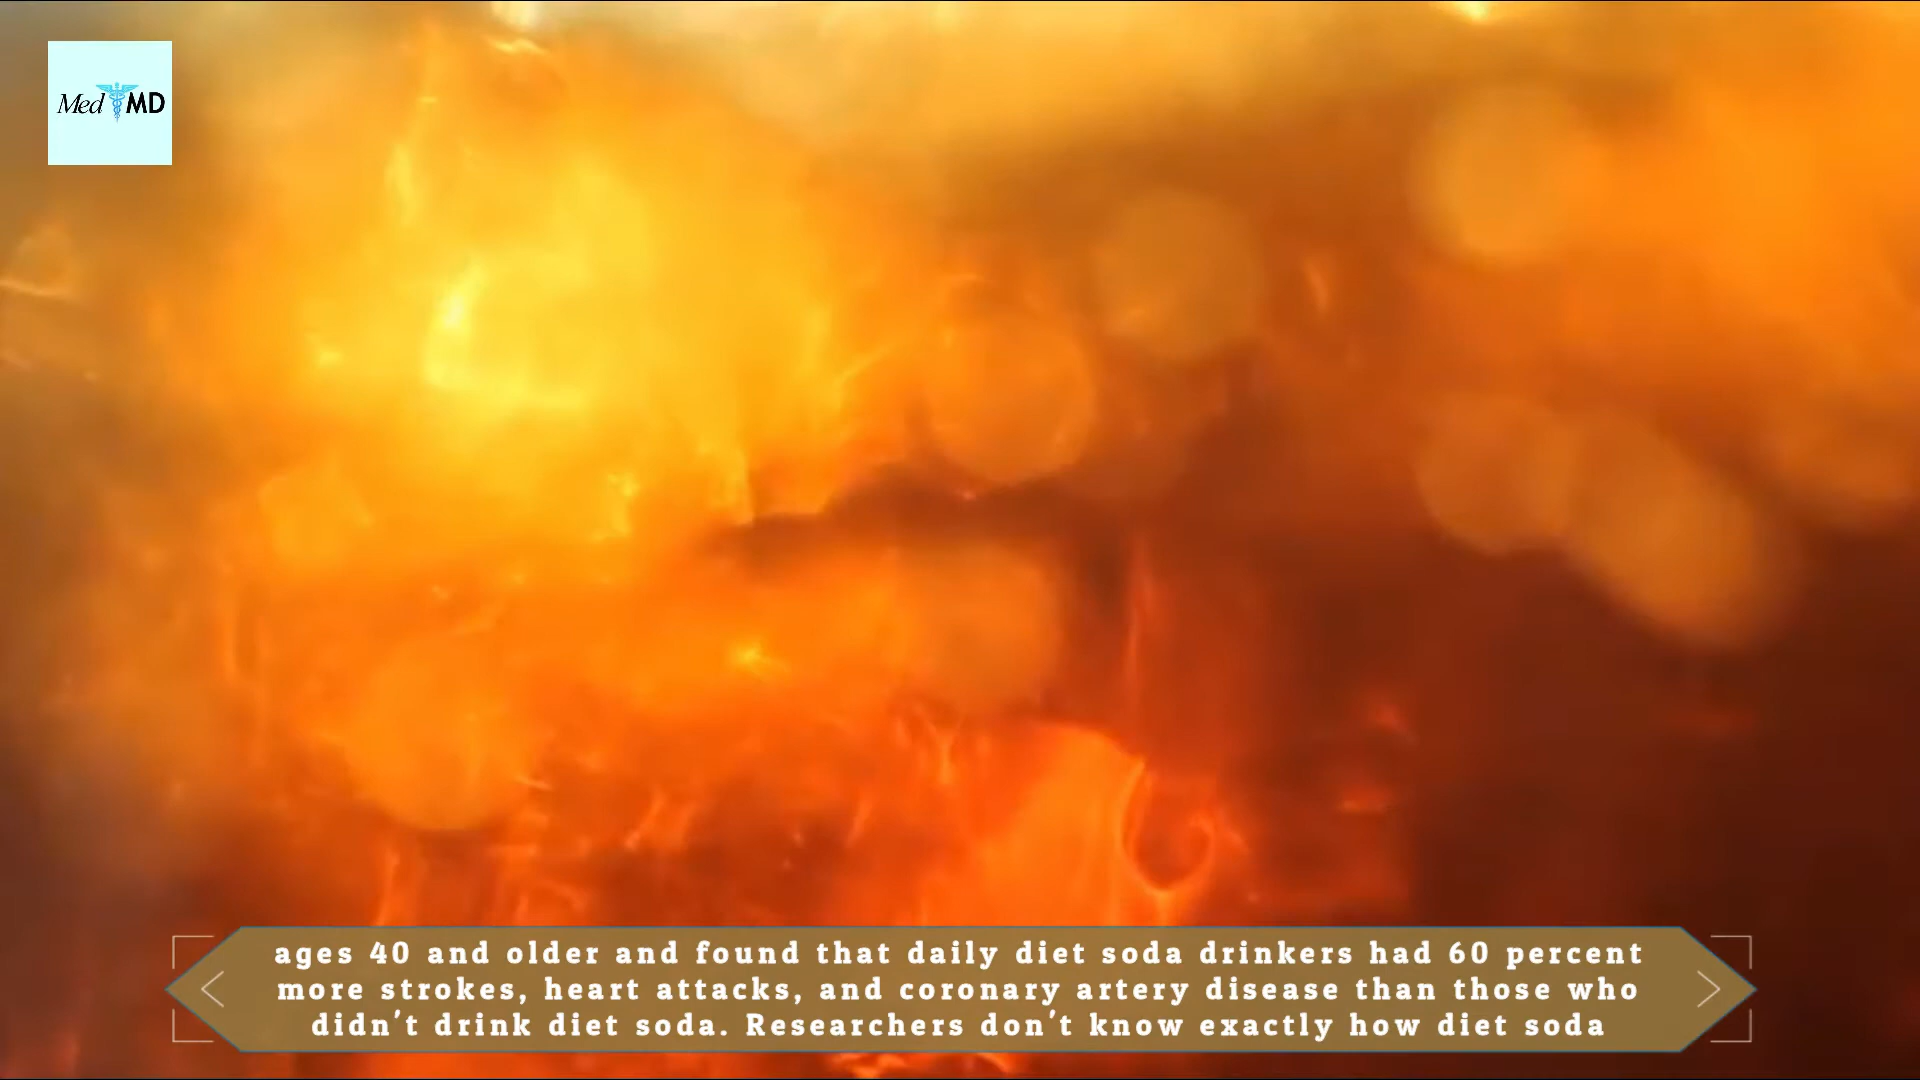 Med MD
ages 40 and older and found that daily diet soda drinkers had 60 percent
more strokes, heart attacks, and coronary artery disease than those who
didn't drink diet soda. Researchers don't know exactly how diet soda